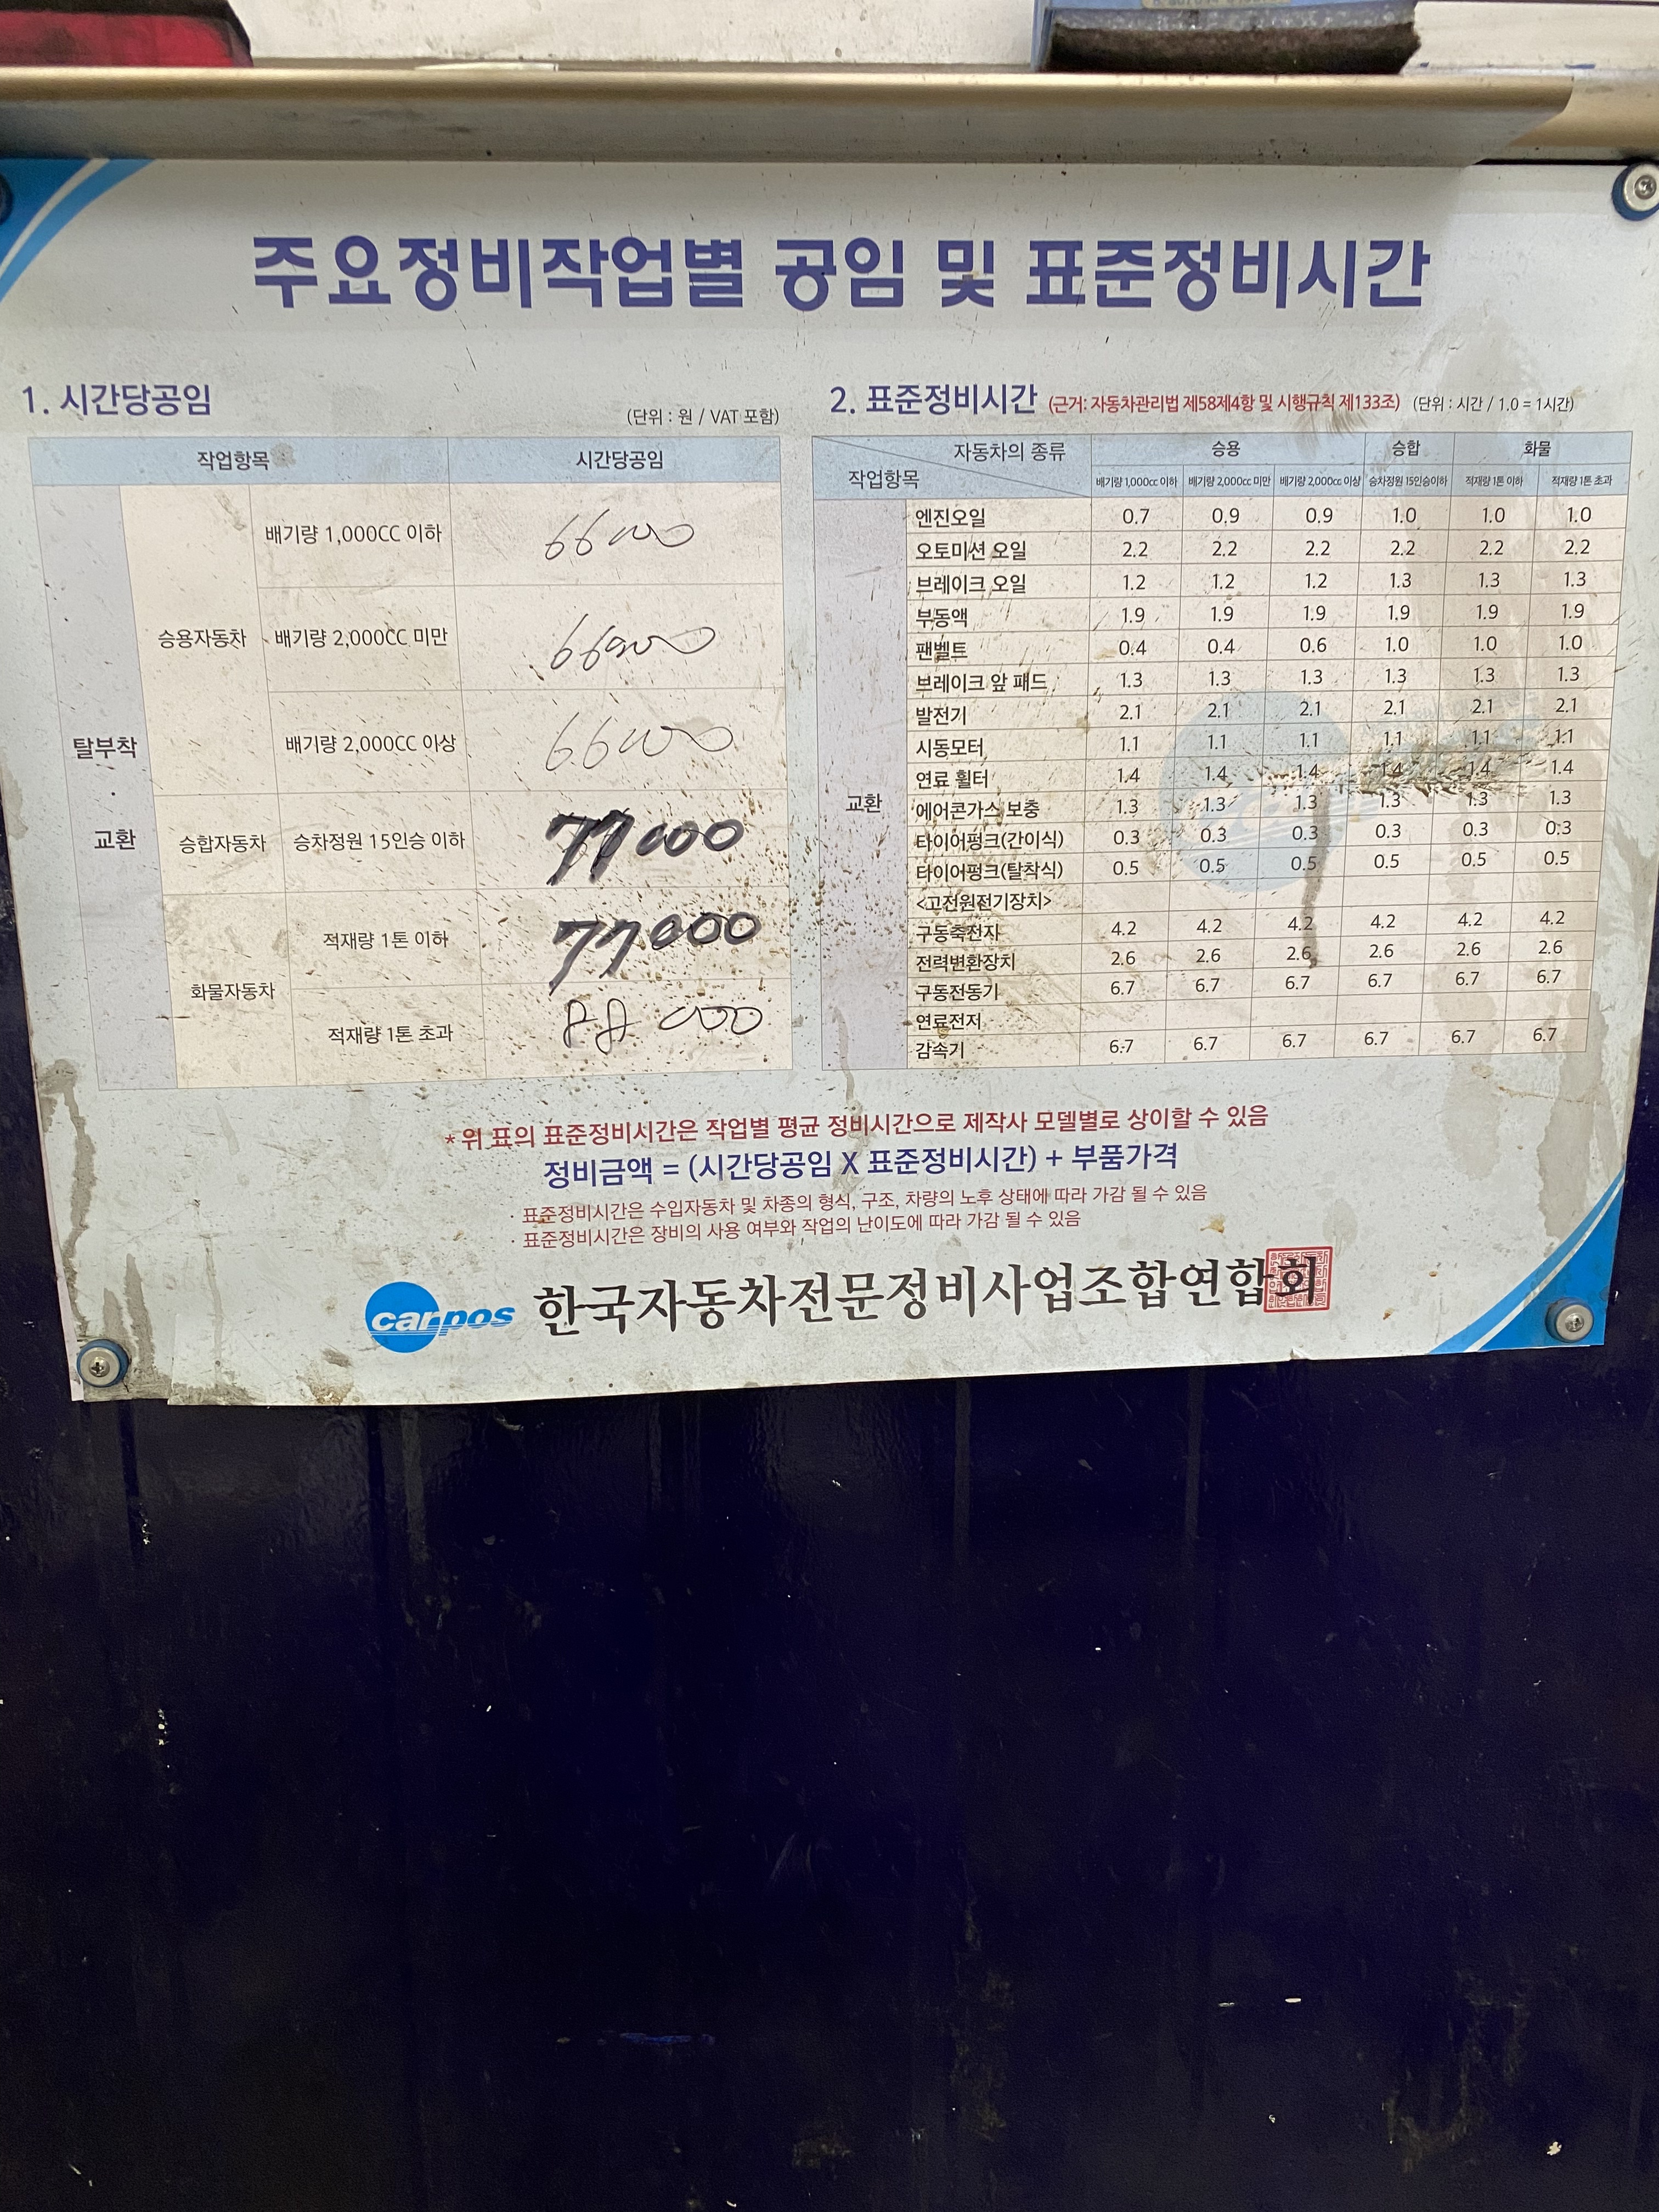 주요정비작업별 공임 및 표준정비시간
1. 시간당공임
(단위 : 원 / VAT 포함)
작업항목 시간당공임
탈부착 · 교환
승용자동차
배기량 1,000CC 이하 66000
배기량 2,000CC 미만 66000
배기량 2,000CC 이상 66000
승합자동차 승차정원 15인승 이하 77000
화물자동차
적재량 1톤 이하 77000
적재량 1톤 초과 88000
2. 표준정비시간 (근거: 자동차관리법 제58제4항 및 시행규칙 제133조) (단위 : 시간 / 1.0 = 1시간)
자동차의 종류 승용 승합 화물
작업항목 배기량 1,000cc 이하 배기량 2,000cc 미만 배기량 2,000cc 이상 승차정원 15인승이하 적재량 1톤 이하 적재량 1톤 초과
교환
엔진오일 0.7 0.9 0.9 1.0 1.0 1.0
오토미션 오일 2.2 2.2 2.2 2.2 2.2 2.2
브레이크 오일 1.2 1.2 1.2 1.3 1.3 1.3
부동액 1.9 1.9 1.9 1.9 1.9 1.9
팬벨트 0.4 0.4 0.6 1.0 1.0 1.0
브레이크 앞 패드 1.3 1.3 1.3 1.3 1.3 1.3
발전기 2.1 2.1 2.1 2.1 2.1 2.1
시동모터 1.1 1.1 1.1 1.1 1.1 1.1
연료 휠터 1.4 1.4 1.4 1.4 1.4 1.4
에어콘가스 보충 1.3 1.3 1.3 1.3 1.3 1.3
타이어펑크(간이식) 0.3 0.3 0.3 0.3 0.3 0.3
타이어펑크(탈착식) 0.5 0.5 0.5 0.5 0.5 0.5
<고전원전기장치>
구동축전자 4.2 4.2 4.2 4.2 4.2 4.2
전력변환장치 2.6 2.6 2.6 2.6 2.6 2.6
구동전동기 6.7 6.7 6.7 6.7 6.7 6.7
연료전저
감속기 6.7 6.7 6.7 6.7 6.7 6.7
* 위 표의 표준정비시간은 작업별 평균 정비시간으로 제작사 모델별로 상이할 수 있음
정비금액 = (시간당공임 X 표준정비시간) + 부품가격
· 표준정비시간은 수입자동차 및 차종의 형식, 구조, 차량의 노후 상태에 따라 가감 될 수 있음
· 표준정비시간은 장비의 사용 여부와 작업의 난이도에 따라 가감 될 수 있음
carpos 한국자동차전문정비사업조합연합회